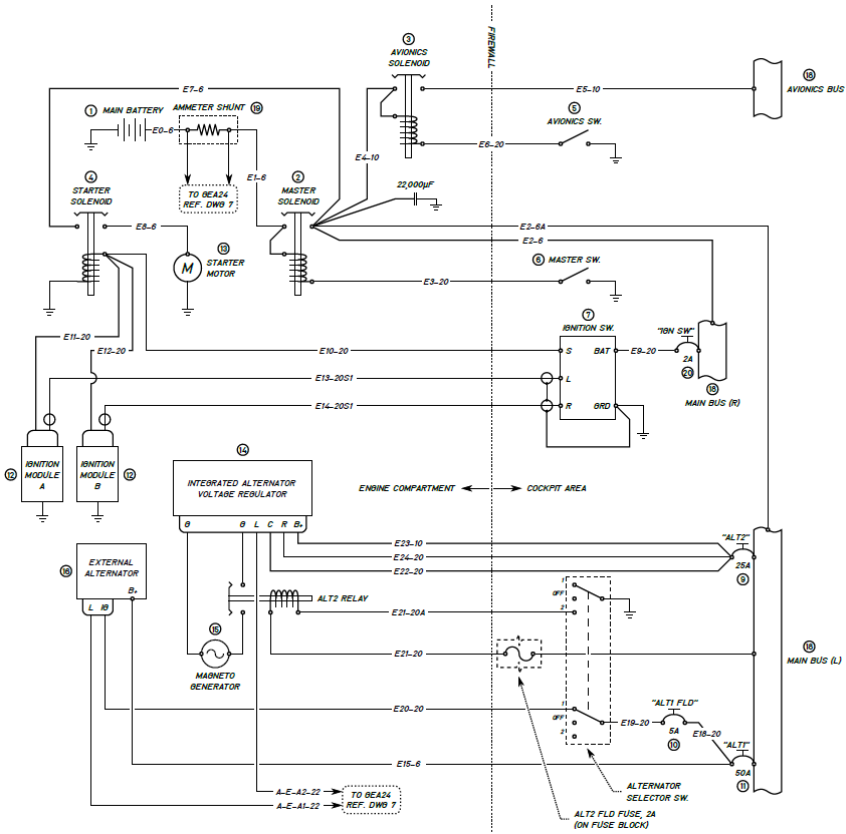 3
AVIONICS
SOLENOID
FIREWALL
18
AVIONICS BUS
E7-6
E5-10
1
MAIN BATTERY
AMMETER SHUNT
19
5
AVIONICS SW.
E0-6
E6-20
E4-10
E1-6
4
STARTER
SOLENOID
TO GEA24
REF. DWG 7
2
MASTER
SOLENOID
22,000µF
E8-6
E2-6A
E2-6
13
STARTER
MOTOR
M
6
MASTER SW.
E3-20
7
IGNITION SW.
"IGN SW"
E11-20
E12-20
E10-20
S
BAT
E9-20
2A
20
E13-20S1
L
18
MAIN BUS (R)
E14-20S1
R
GRD
12
IGNITION
MODULE
A
IGNITION
MODULE
B
12
14
INTEGRATED ALTERNATOR
VOLTAGE REGULATOR
ENGINE COMPARTMENT
COCKPIT AREA
G
G
L
C
R
B+
E23-10
"ALT2"
E24-20
25A
E22-20
9
16
EXTERNAL
ALTERNATOR
B+
L
IG
ALT2 RELAY
1
OFF
2
E21-20A
15
MAGNETO
GENERATOR
E21-20
18
MAIN BUS (L)
E20-20
1
OFF
2
"ALT1 FLD"
E19-20
5A
10
E18-20
"ALT1"
E15-6
50A
11
A-E-A2-22
A-E-A1-22
TO GEA24
REF. DWG 7
ALTERNATOR
SELECTOR SW.
ALT2 FLD FUSE, 2A
(ON FUSE BLOCK)